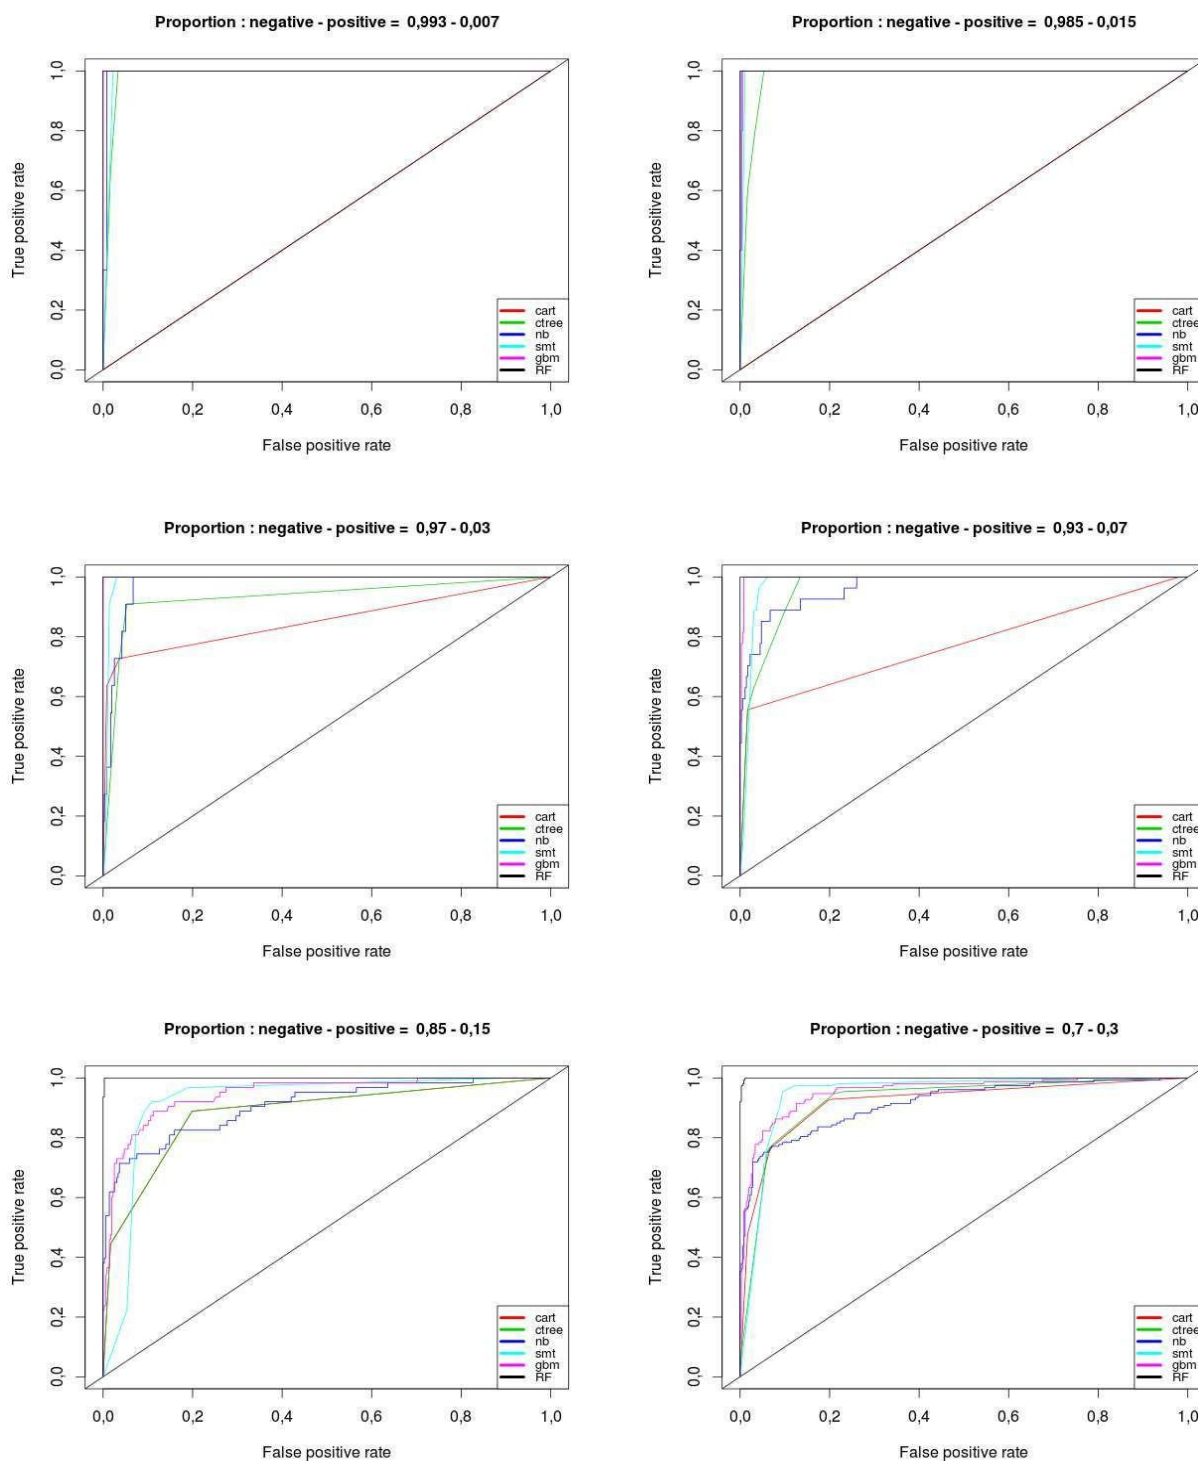 Proportion : negative - positive = 0,993 - 0,007
True positive rate
1,0
0,8
0,6
0,4
0,2
0,0
cart
ctree
nb
smt
gbm
RF
0,0 0,2 0,4 0,6 0,8 1,0
False positive rate
Proportion : negative - positive = 0,985 - 0,015
True positive rate
1,0
0,8
0,6
0,4
0,2
0,0
cart
ctree
nb
smt
gbm
RF
0,0 0,2 0,4 0,6 0,8 1,0
False positive rate
Proportion : negative - positive = 0,97 - 0,03
True positive rate
1,0
0,8
0,6
0,4
0,2
0,0
cart
ctree
nb
smt
gbm
RF
0,0 0,2 0,4 0,6 0,8 1,0
False positive rate
Proportion : negative - positive = 0,93 - 0,07
True positive rate
1,0
0,8
0,6
0,4
0,2
0,0
cart
ctree
nb
smt
gbm
RF
0,0 0,2 0,4 0,6 0,8 1,0
False positive rate
Proportion : negative - positive = 0,85 - 0,15
True positive rate
1,0
0,8
0,6
0,4
0,2
0,0
cart
ctree
nb
smt
gbm
RF
0,0 0,2 0,4 0,6 0,8 1,0
False positive rate
Proportion : negative - positive = 0,7 - 0,3
True positive rate
1,0
0,8
0,6
0,4
0,2
0,0
cart
ctree
nb
smt
gbm
RF
0,0 0,2 0,4 0,6 0,8 1,0
False positive rate